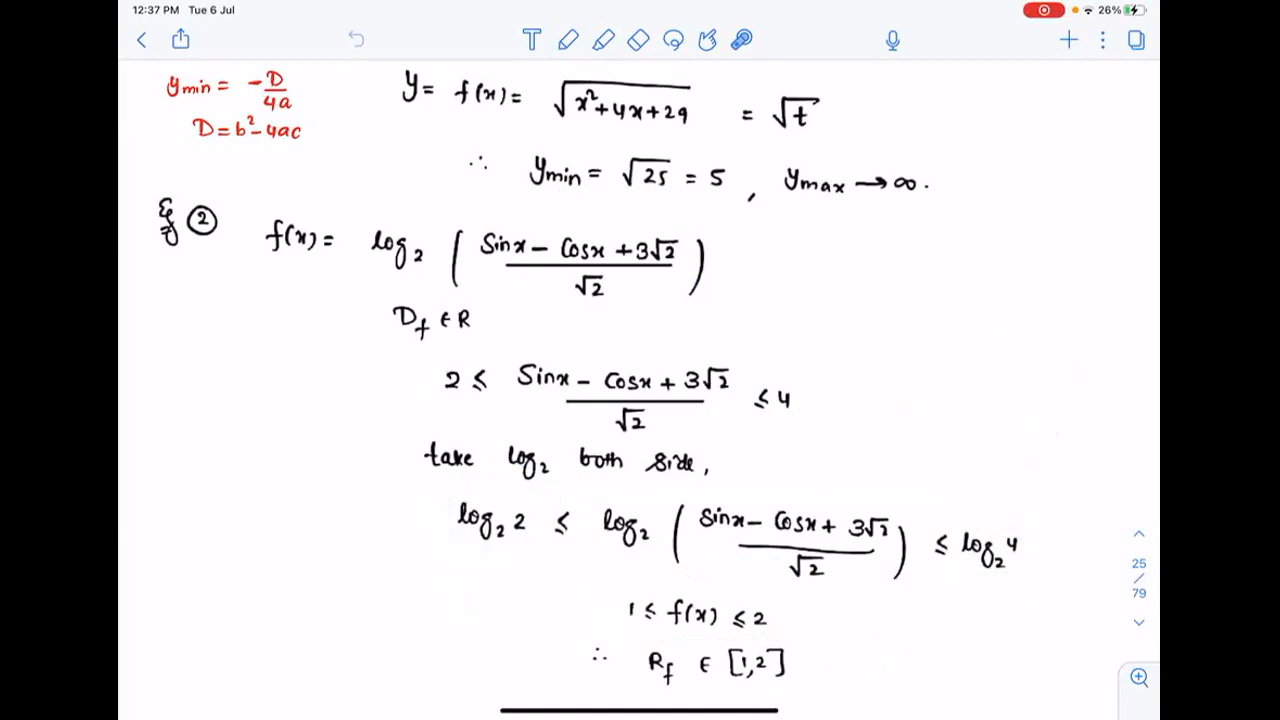 12:37 PM Tue 6 Jul 26%
T
ymin = -D/4a
D = b² - 4ac
y = f(x) = √(x²+4x+29) = √t
∴ ymin = √25 = 5 , ymax → ∞.
Eg ② f(x) = log₂ ( (Sinx - Cosx + 3√2)/√2 )
Df ∈ R
2 ≤ (Sinx - Cosx + 3√2)/√2 ≤ 4
take log₂ both side,
log₂ 2 ≤ log₂ ( (Sinx - Cosx + 3√2)/√2 ) ≤ log₂ 4
1 ≤ f(x) ≤ 2
∴ Rf ∈ [1,2]
25
/
79